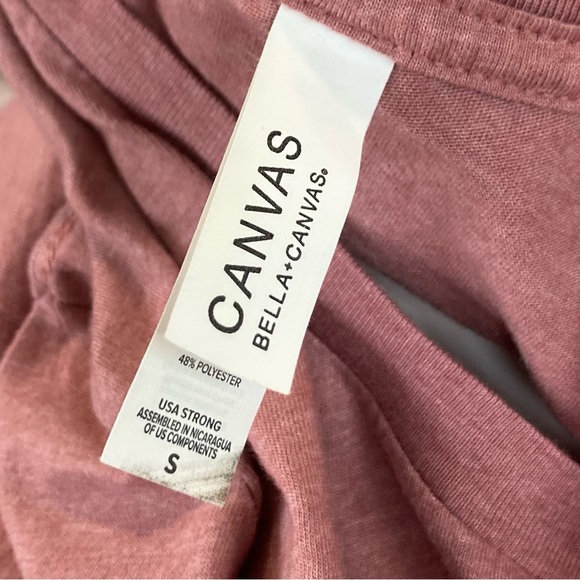 CANVAS
BELLA+CANVAS®
48% POLYESTER
USA STRONG
ASSEMBLED IN NICARAGUA
OF US COMPONENTS
S